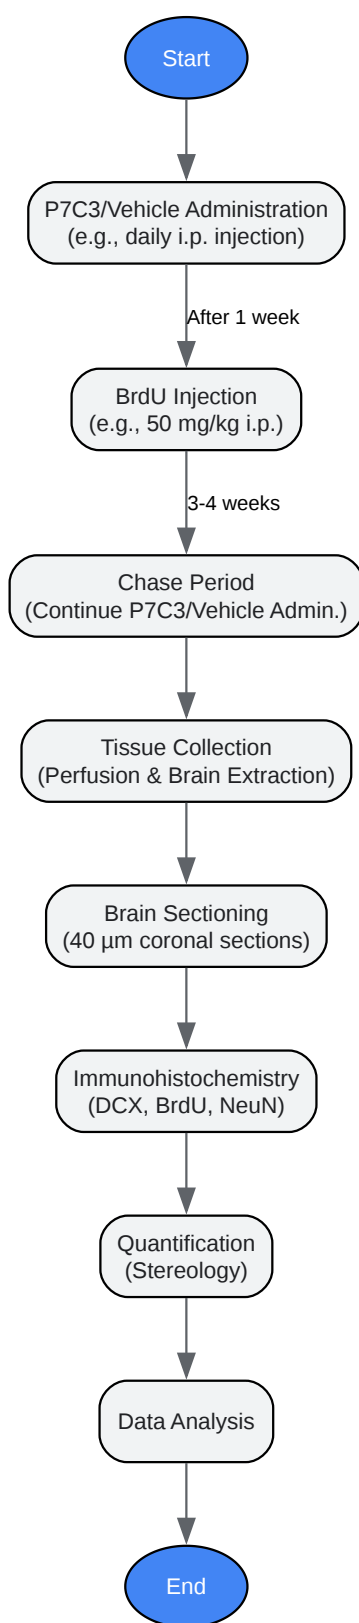 Start
P7C3/Vehicle Administration
(e.g., daily i.p. injection)
After 1 week
BrdU Injection
(e.g., 50 mg/kg i.p.)
3-4 weeks
Chase Period
(Continue P7C3/Vehicle Admin.)
Tissue Collection
(Perfusion & Brain Extraction)
Brain Sectioning
(40 µm coronal sections)
Immunohistochemistry
(DCX, BrdU, NeuN)
Quantification
(Stereology)
Data Analysis
End